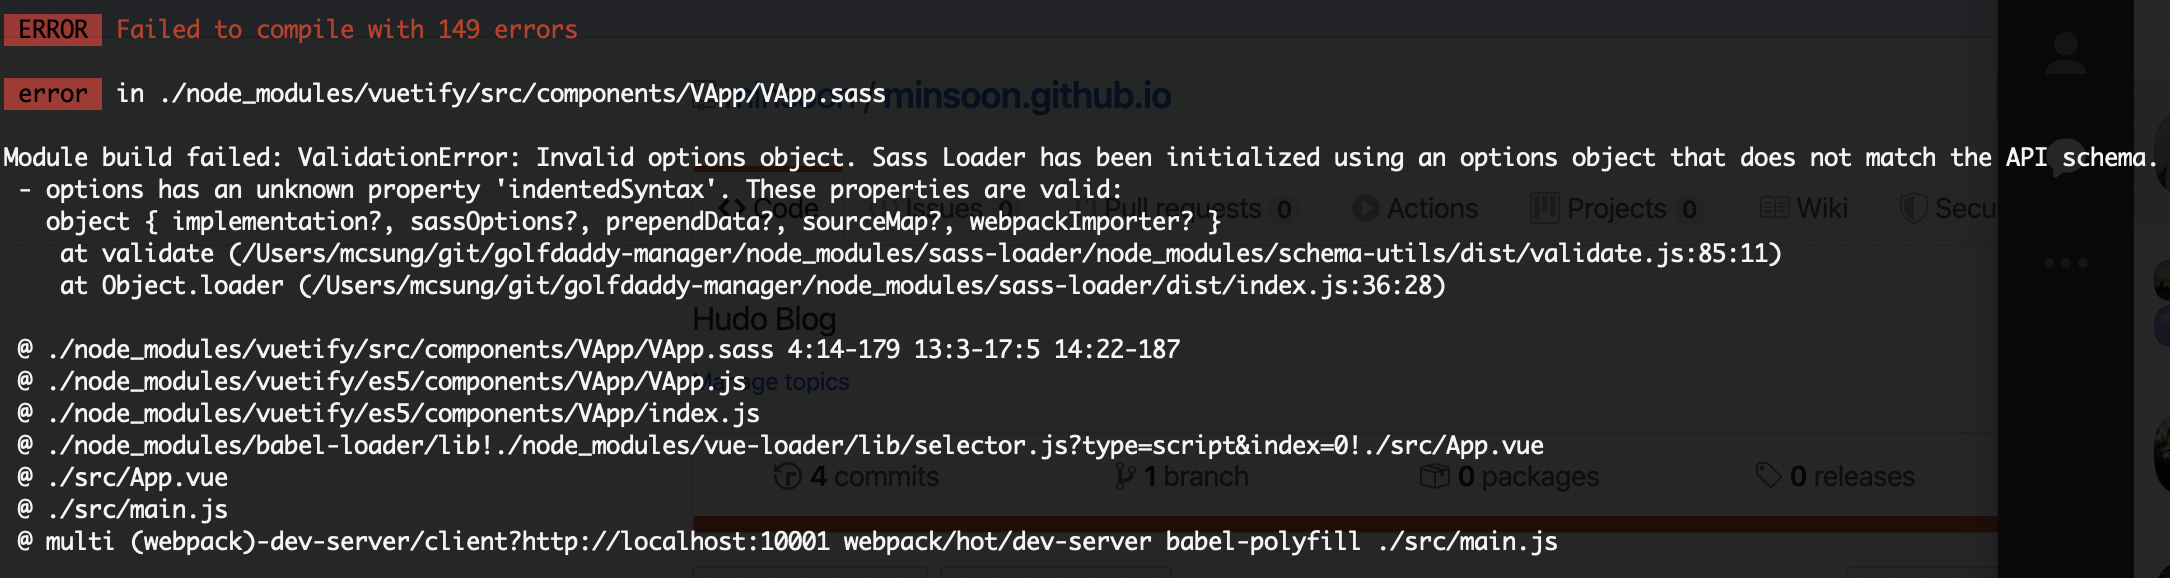 ERROR Failed to compile with 149 errors
error in ./node_modules/vuetify/src/components/VApp/VApp.sass
minsoon.github.io
Module build failed: ValidationError: Invalid options object. Sass Loader has been initialized using an options object that does not match the API schema.
- options has an unknown property 'indentedSyntax'. These properties are valid:
object { implementation?, sassOptions?, prependData?, sourceMap?, webpackImporter? }
<> Code Issues 0 Pull requests 0 Actions Projects 0 Wiki Secu
at validate (/Users/mcsung/git/golfdaddy-manager/node_modules/sass-loader/node_modules/schema-utils/dist/validate.js:85:11)
at Object.loader (/Users/mcsung/git/golfdaddy-manager/node_modules/sass-loader/dist/index.js:36:28)
Hudo Blog
@ ./node_modules/vuetify/src/components/VApp/VApp.sass 4:14-179 13:3-17:5 14:22-187
@ ./node_modules/vuetify/es5/components/VApp/VApp.js
Manage topics
@ ./node_modules/vuetify/es5/components/VApp/index.js
@ ./node_modules/babel-loader/lib!./node_modules/vue-loader/lib/selector.js?type=script&index=0!./src/App.vue
@ ./src/App.vue
4 commits 1 branch 0 packages 0 releases
@ ./src/main.js
@ multi (webpack)-dev-server/client?http://localhost:10001 webpack/hot/dev-server babel-polyfill ./src/main.js